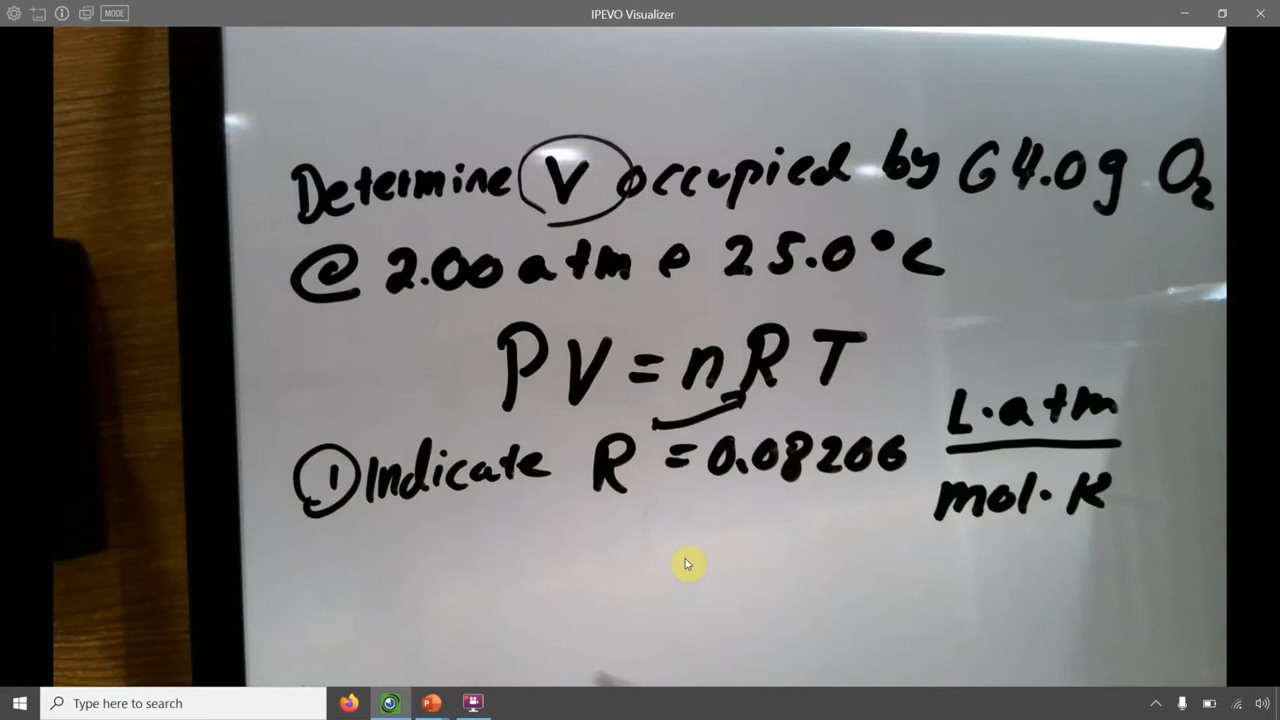 MODE
IPEVO Visualizer
Determine V occupied by 64.0g O₂
@ 2.00 atm e 25.0°C
PV = nRT
① Indicate R = 0.08206 L·atm
mol·K
Type here to search